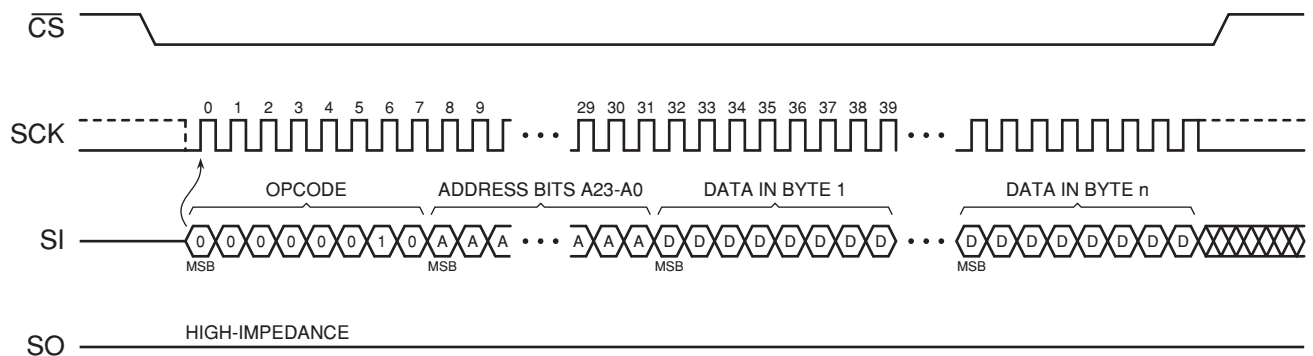 CS
SCK
0 1 2 3 4 5 6 7 8 9 29 30 31 32 33 34 35 36 37 38 39
OPCODE ADDRESS BITS A23-A0 DATA IN BYTE 1 DATA IN BYTE n
SI
0 0 0 0 0 0 1 0 A A A A A A D D D D D D D D D D D D D D D D
MSB MSB MSB MSB
HIGH-IMPEDANCE
SO